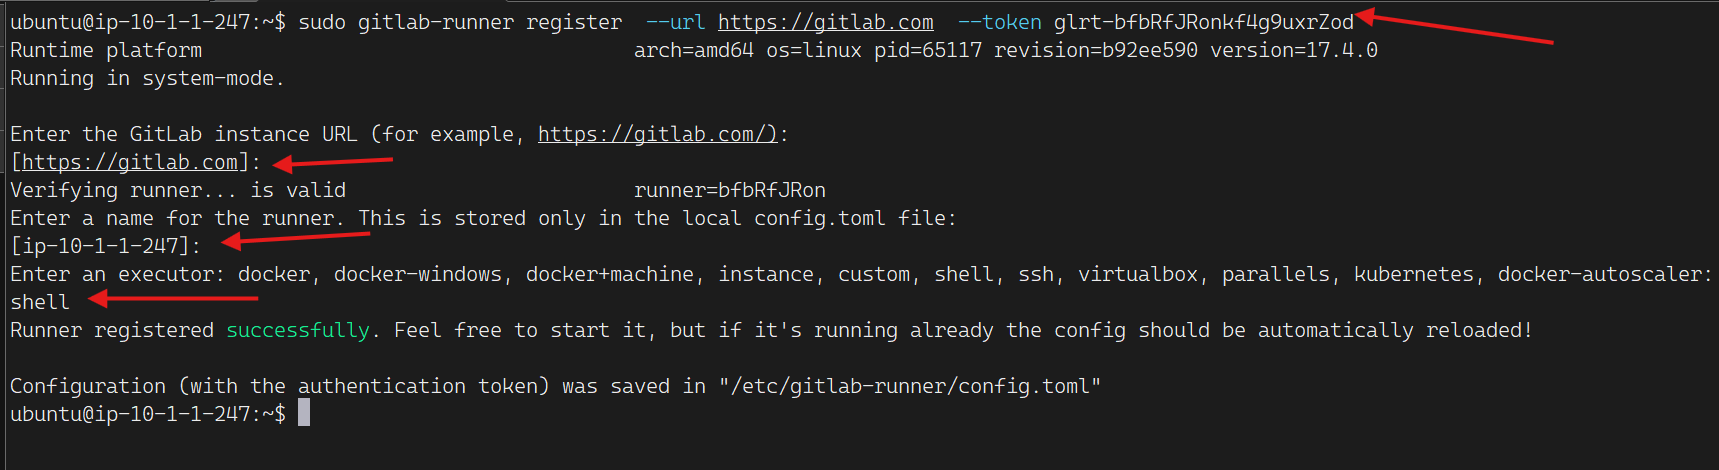 ubuntu@ip-10-1-1-247:~$ sudo gitlab-runner register --url https://gitlab.com --token glrt-bfbRfJRonkf4g9uxrZod
Runtime platform arch=amd64 os=linux pid=65117 revision=b92ee590 version=17.4.0
Running in system-mode.
Enter the GitLab instance URL (for example, https://gitlab.com/):
[https://gitlab.com]:
Verifying runner... is valid runner=bfbRfJRon
Enter a name for the runner. This is stored only in the local config.toml file:
[ip-10-1-1-247]:
Enter an executor: docker, docker-windows, docker+machine, instance, custom, shell, ssh, virtualbox, parallels, kubernetes, docker-autoscaler:
shell
Runner registered successfully. Feel free to start it, but if it's running already the config should be automatically reloaded!
Configuration (with the authentication token) was saved in "/etc/gitlab-runner/config.toml"
ubuntu@ip-10-1-1-247:~$